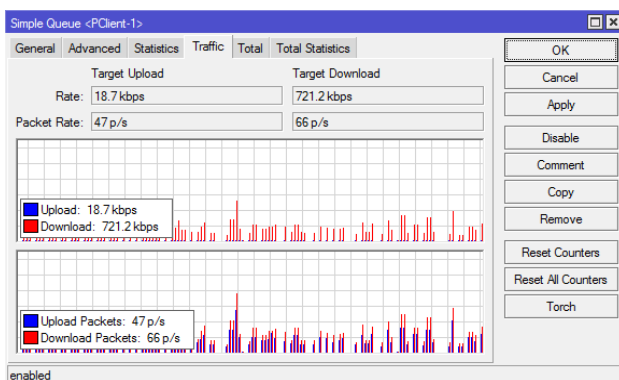 Simple Queue <PClient-1>
General Advanced Statistics Traffic Total Total Statistics
Target Upload Target Download
Rate: 18.7 kbps 721.2 kbps
Packet Rate: 47 p/s 66 p/s
Upload: 18.7 kbps
Download: 721.2 kbps
Upload Packets: 47 p/s
Download Packets: 66 p/s
OK
Cancel
Apply
Disable
Comment
Copy
Remove
Reset Counters
Reset All Counters
Torch
enabled